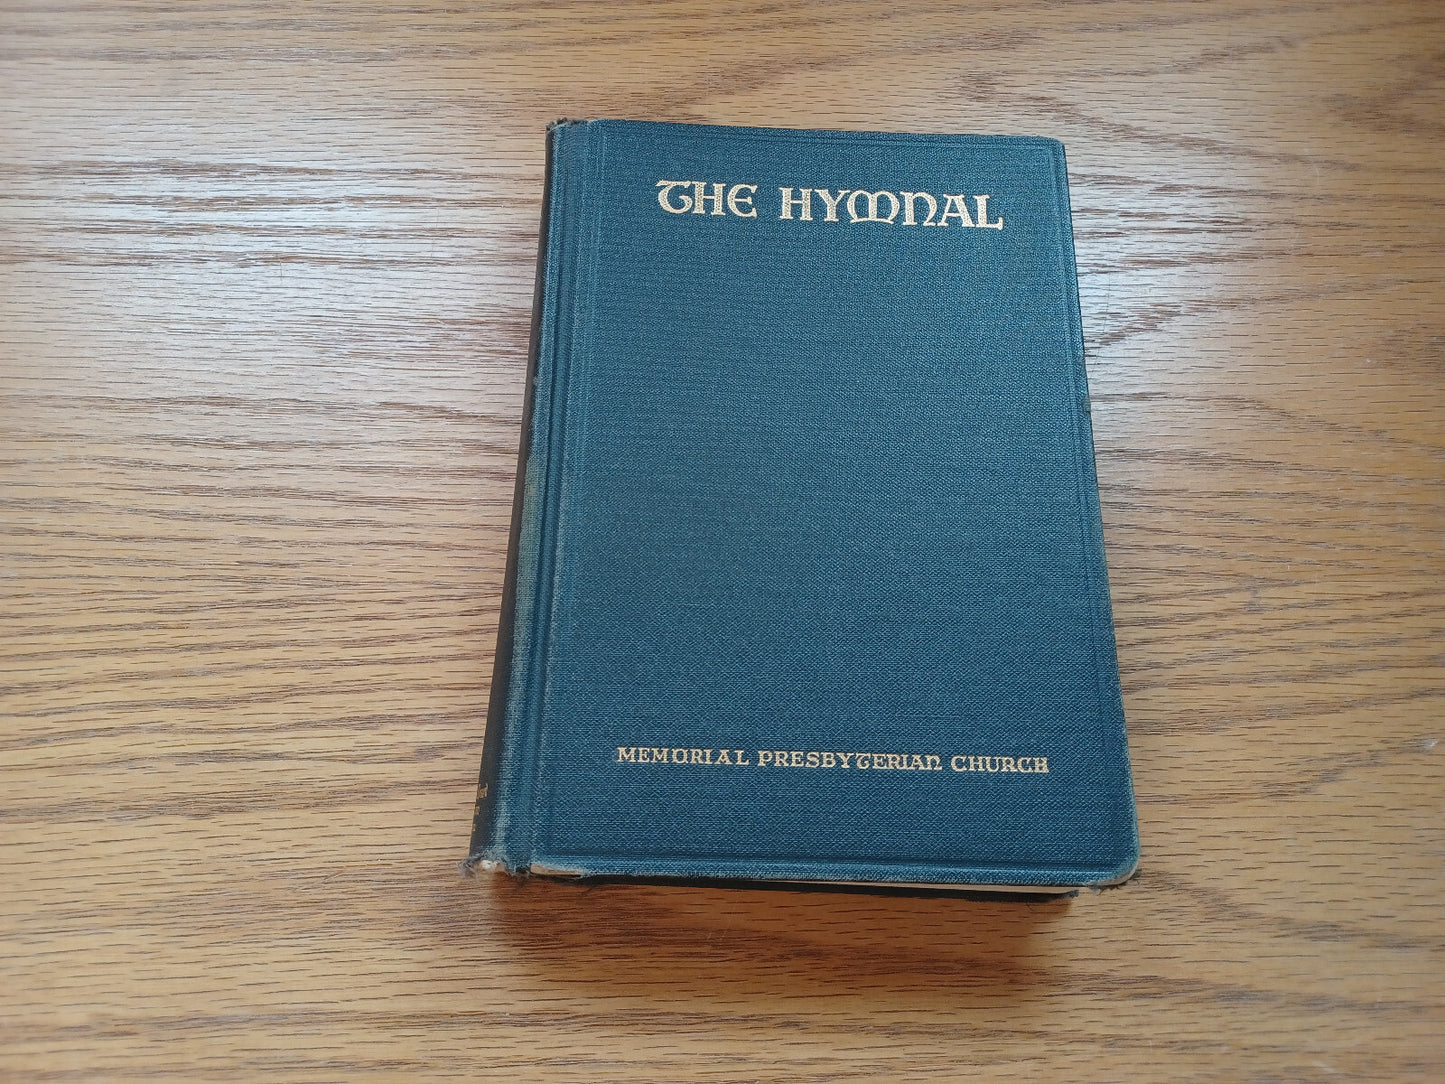 THE HYMNAL
MEMORIAL PRESBYTERIAN CHURCH